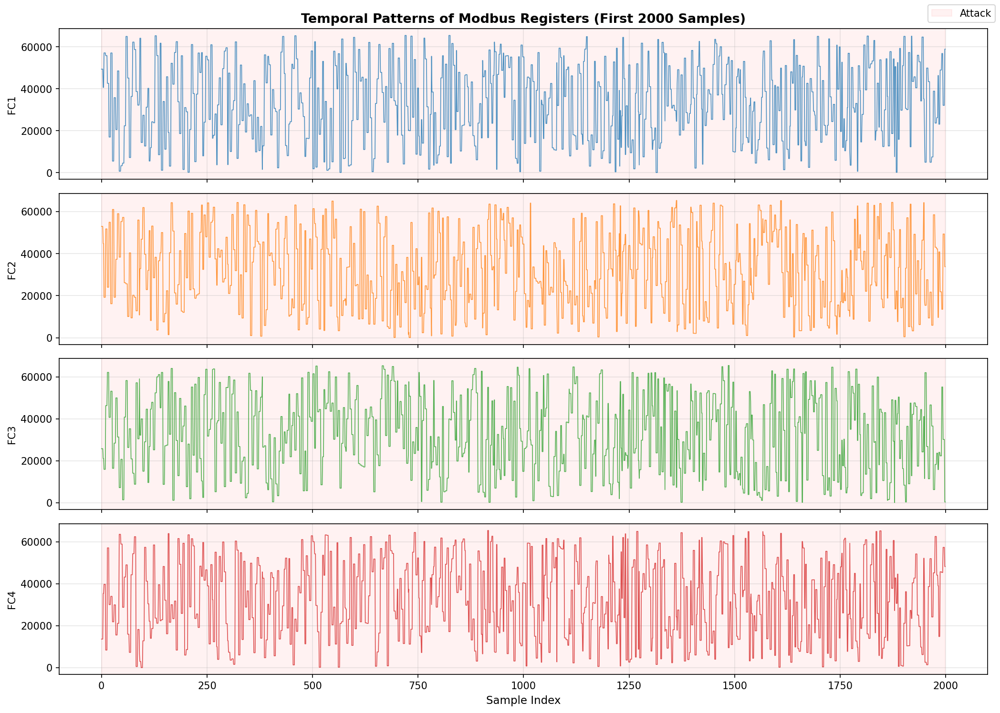 Attack
Temporal Patterns of Modbus Registers (First 2000 Samples)
60000
40000
20000
0
FC1
60000
40000
20000
0
FC2
60000
40000
20000
0
FC3
60000
40000
20000
0
FC4
0 250 500 750 1000 1250 1500 1750 2000
Sample Index